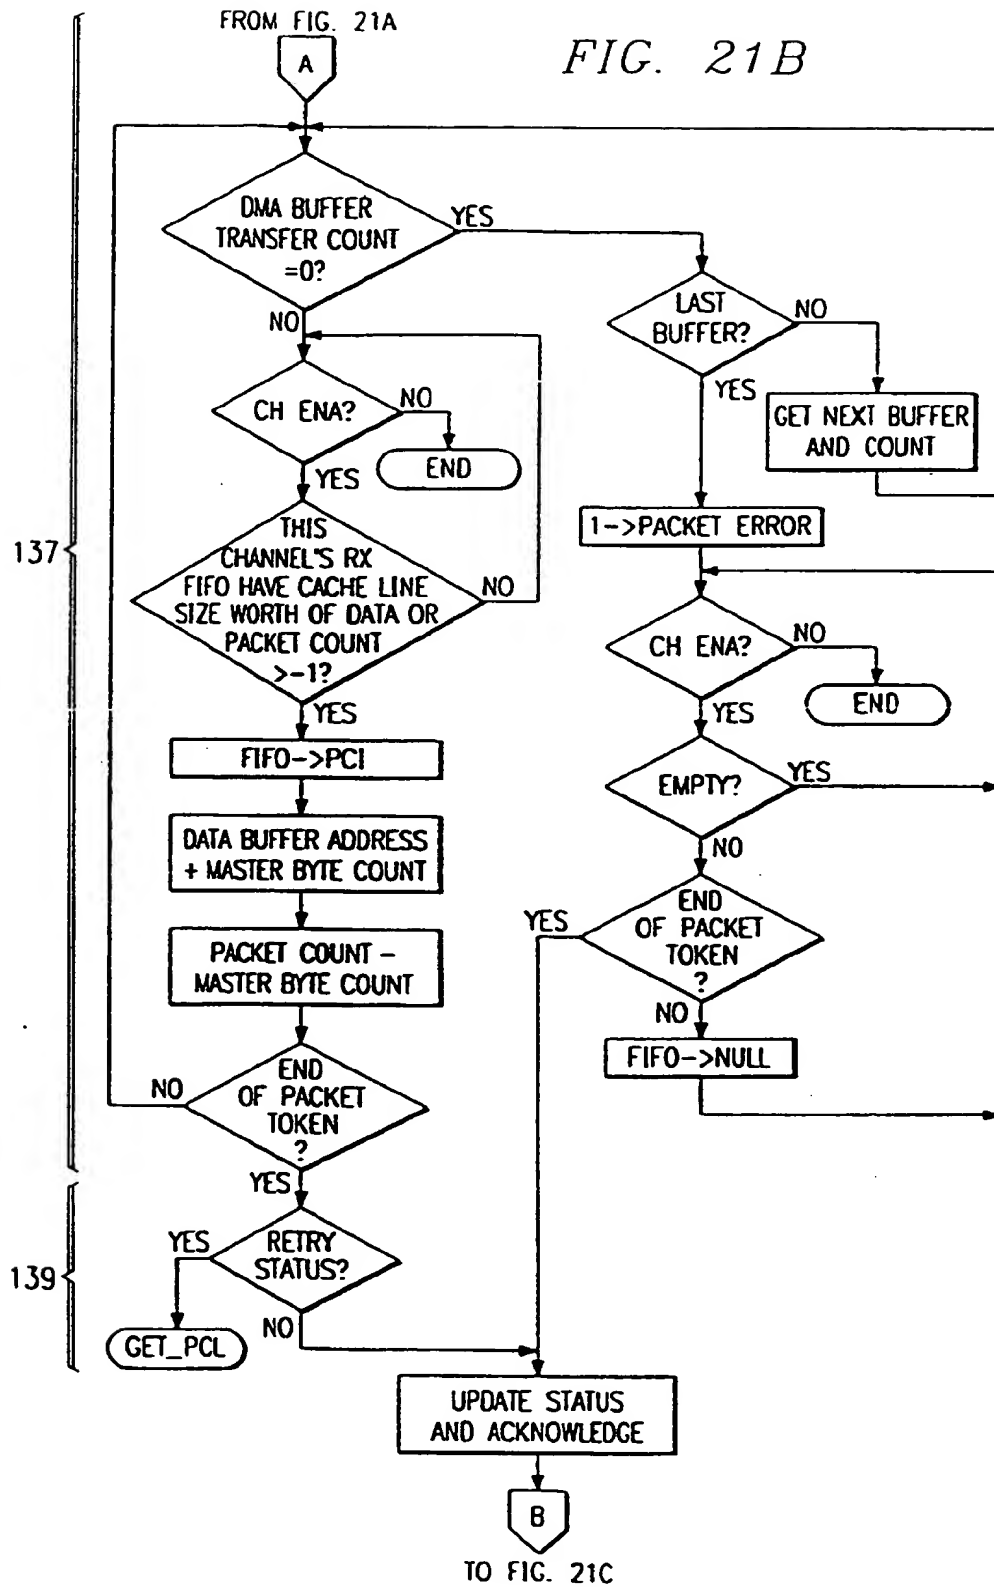 FROM FIG. 21A
A
FIG. 21B
DMA BUFFER
TRANSFER COUNT
=0?
YES
NO
LAST
BUFFER?
NO
YES
GET NEXT BUFFER
AND COUNT
CH ENA?
NO
END
YES
1->PACKET ERROR
137
THIS
CHANNEL'S RX
FIFO HAVE CACHE LINE
SIZE WORTH OF DATA OR
PACKET COUNT
>-1?
NO
YES
CH ENA?
NO
END
YES
FIFO->PCI
EMPTY?
YES
NO
DATA BUFFER ADDRESS
+ MASTER BYTE COUNT
END
OF PACKET
TOKEN
?
YES
NO
PACKET COUNT -
MASTER BYTE COUNT
FIFO->NULL
END
OF PACKET
TOKEN
?
NO
YES
139
RETRY
STATUS?
YES
NO
GET_PCL
UPDATE STATUS
AND ACKNOWLEDGE
B
TO FIG. 21C